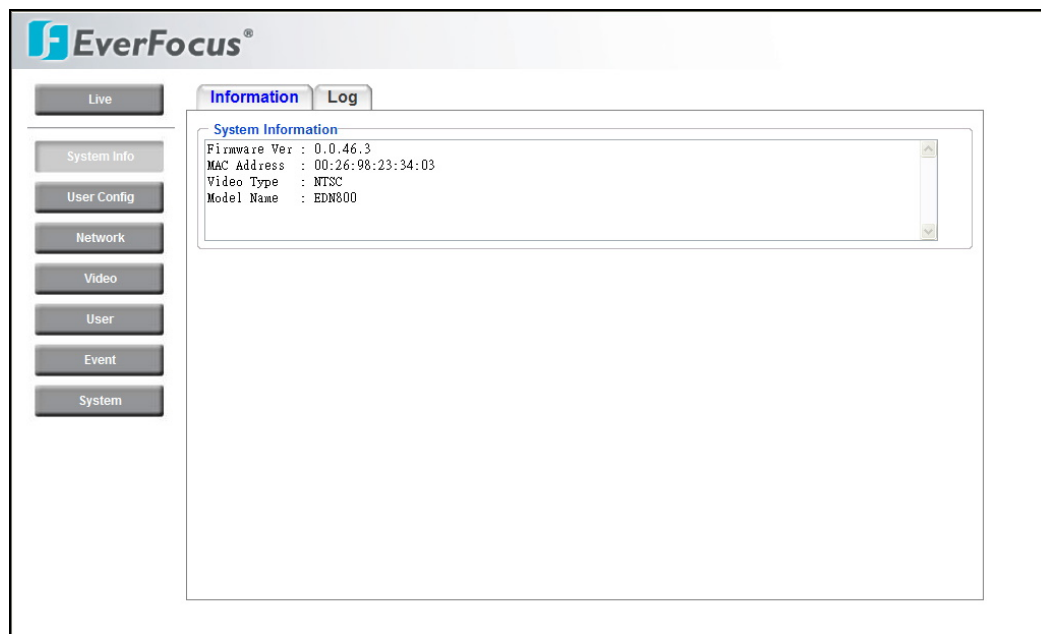 EverFocus®
Live
System Info
User Config
Network
Video
User
Event
System
Information
Log
System Information
Firmware Ver : 0.0.46.3
MAC Address : 00:26:98:23:34:03
Video Type : NTSC
Model Name : EDN800